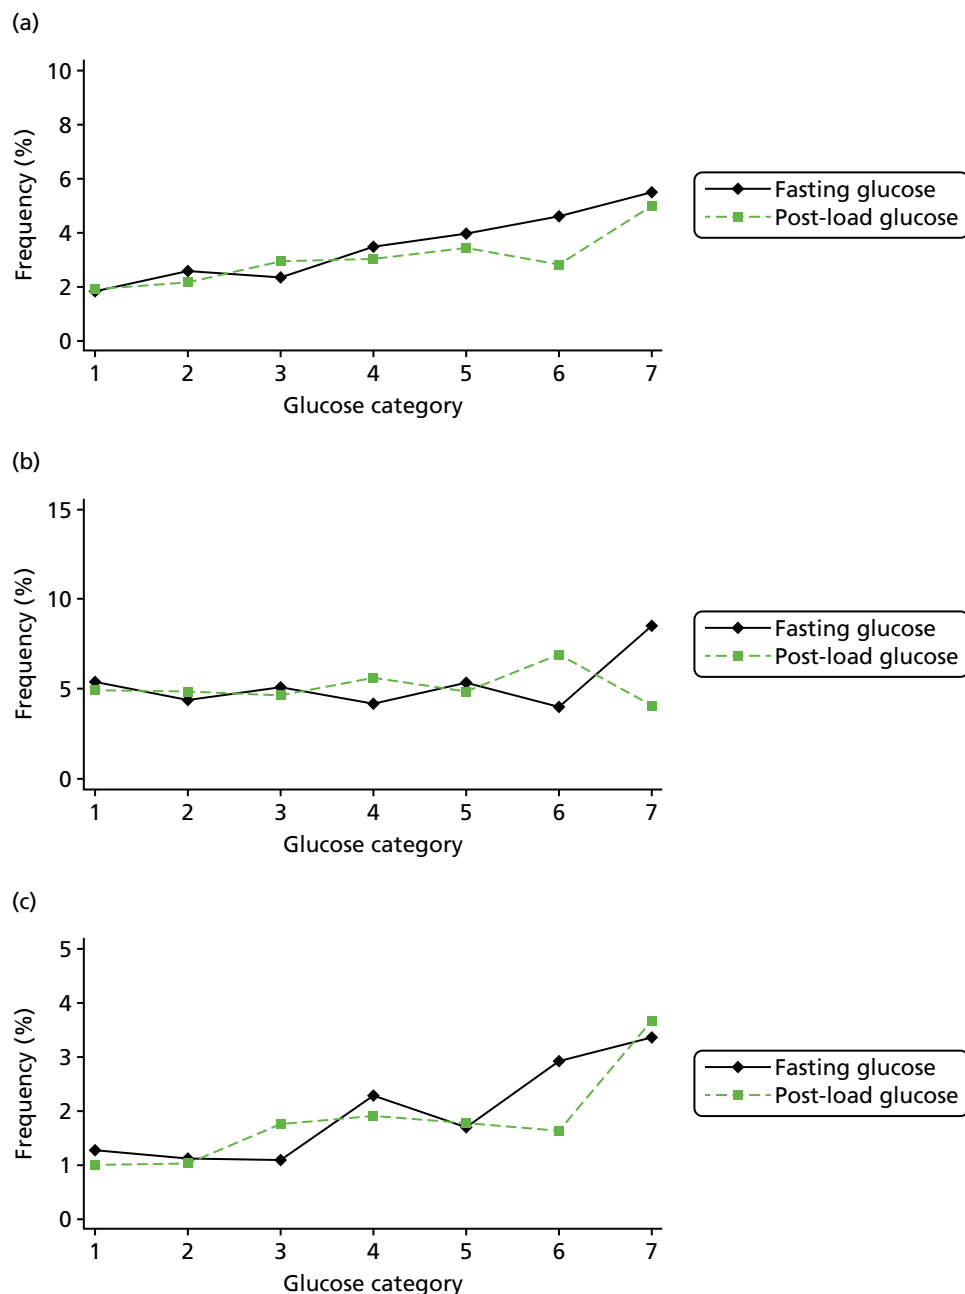 (a)
10
8
6
4
2
0
Frequency (%)
1 2 3 4 5 6 7
Glucose category
Fasting glucose
Post-load glucose
(b)
15
10
5
0
Frequency (%)
1 2 3 4 5 6 7
Glucose category
Fasting glucose
Post-load glucose
(c)
5
4
3
2
1
0
Frequency (%)
1 2 3 4 5 6 7
Glucose category
Fasting glucose
Post-load glucose